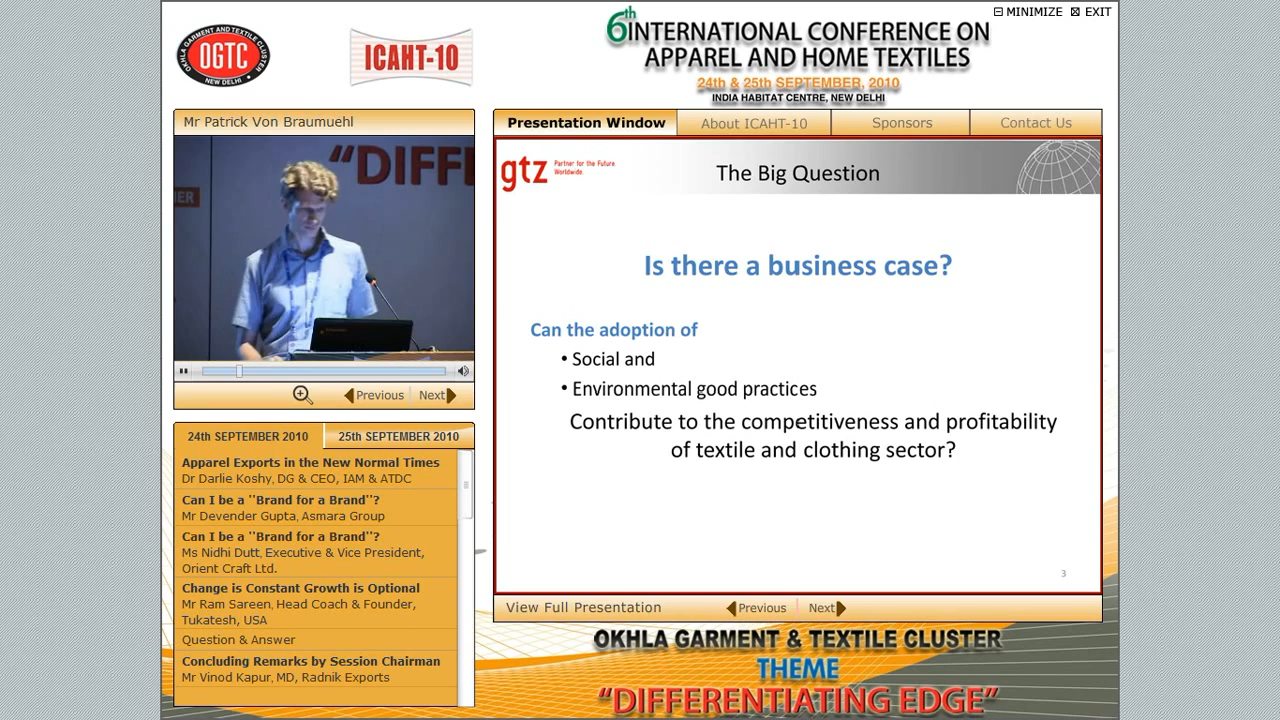 MINIMIZE EXIT
OKHLA GARMENT AND TEXTILE CLUSTER
OGTC
NEW DELHI
ICAHT-10
6th INTERNATIONAL CONFERENCE ON
APPAREL AND HOME TEXTILES
24th & 25th SEPTEMBER, 2010
INDIA HABITAT CENTRE, NEW DELHI
Mr Patrick Von Braumuehl
"DIFF
Previous Next
24th SEPTEMBER 2010 25th SEPTEMBER 2010
Apparel Exports in the New Normal Times
Dr Darlie Koshy, DG & CEO, IAM & ATDC
Can I be a "Brand for a Brand"?
Mr Devender Gupta, Asmara Group
Can I be a "Brand for a Brand"?
Ms Nidhi Dutt, Executive & Vice President,
Orient Craft Ltd.
Change is Constant Growth is Optional
Mr Ram Sareen, Head Coach & Founder,
Tukatesh, USA
Question & Answer
Concluding Remarks by Session Chairman
Mr Vinod Kapur, MD, Radnik Exports
Presentation Window About ICAHT-10 Sponsors Contact Us
gtz Partner for the Future
Worldwide.
The Big Question
Is there a business case?
Can the adoption of
• Social and
• Environmental good practices
Contribute to the competitiveness and profitability
of textile and clothing sector?
3
View Full Presentation Previous Next
OKHLA GARMENT & TEXTILE CLUSTER
THEME
"DIFFERENTIATING EDGE"